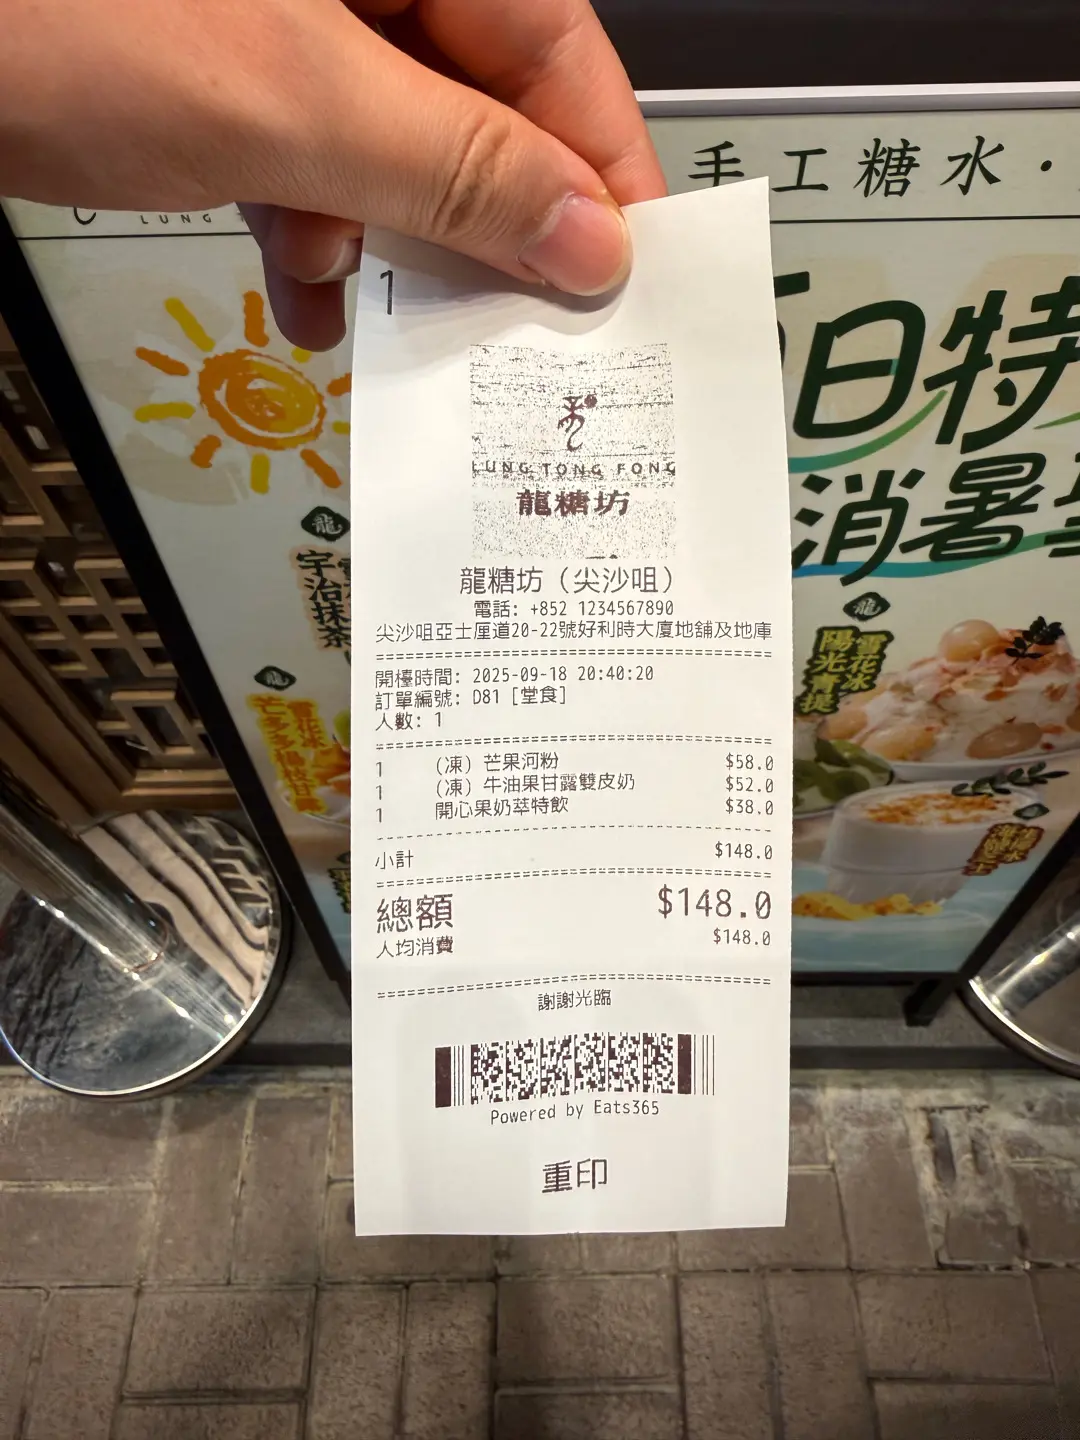 手工糖水·
LUNG
日特
消暑
宇治抹茶
龍
龍
龍
雪花冰
陽光青提
1
LUNG TONG FONG
龍糖坊
龍糖坊（尖沙咀）
電話: +852 1234567890
尖沙咀亞士厘道20-22號好利時大廈地舖及地庫
開檯時間: 2025-09-18 20:40:20
訂單編號: D81 [堂食]
人數: 1
1 (凍) 芒果河粉 $58.0
1 (凍) 牛油果甘露雙皮奶 $52.0
1 開心果奶萃特飲 $38.0
小計 $148.0
總額 $148.0
人均消費 $148.0
謝謝光臨
Powered by Eats365
重印